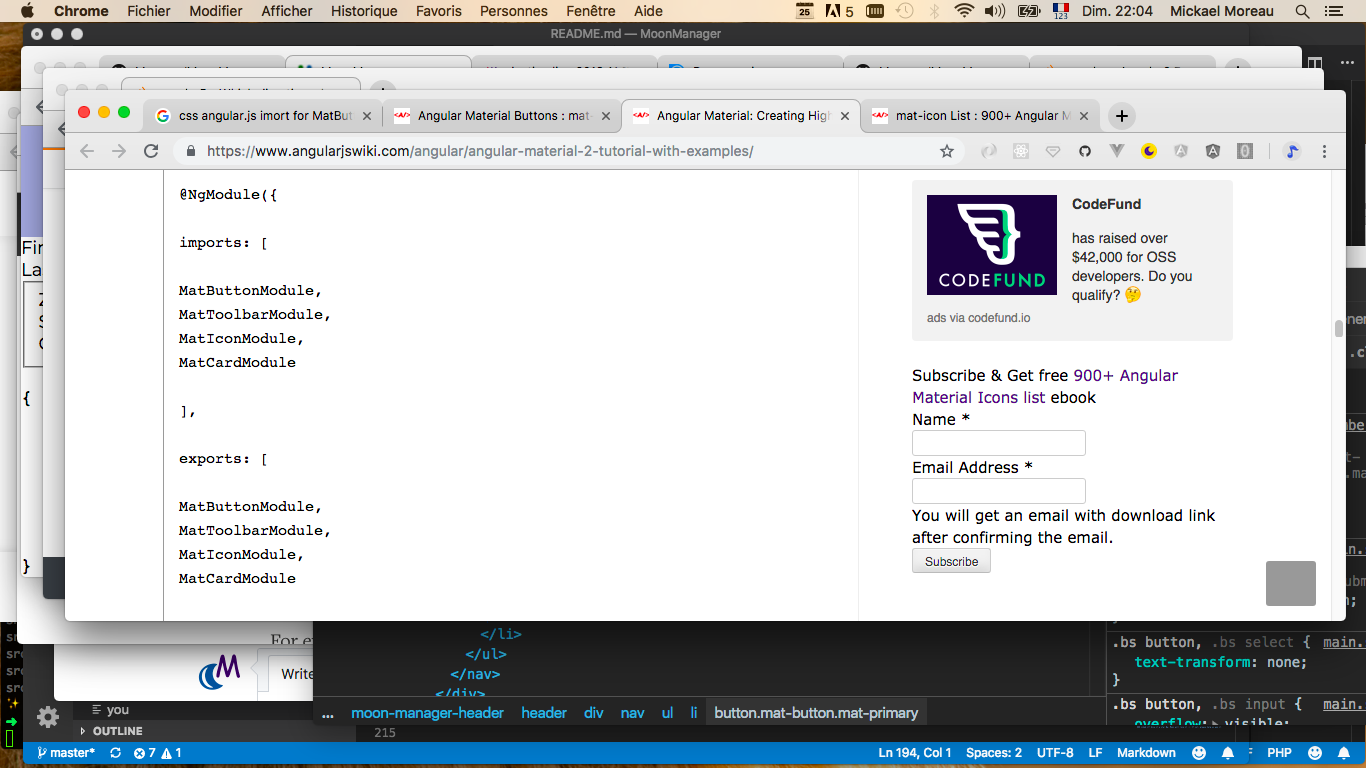 Chrome Fichier Modifier Afficher Historique Favoris Personnes Fenêtre Aide
25 5 123 Dim. 22:04 Mickael Moreau
README.md — MoonManager
css angular.js imort for MatBut
Angular Material Buttons : mat-
Angular Material: Creating High
mat-icon List : 900+ Angular M
https://www.angularjswiki.com/angular/angular-material-2-tutorial-with-examples/
@NgModule({
imports: [
MatButtonModule,
MatToolbarModule,
MatIconModule,
MatCardModule
],
exports: [
MatButtonModule,
MatToolbarModule,
MatIconModule,
MatCardModule
CODEFUND
CodeFund
has raised over
$42,000 for OSS
developers. Do you
qualify? 🤔
ads via codefund.io
Subscribe & Get free 900+ Angular
Material Icons list ebook
Name *
Email Address *
You will get an email with download link
after confirming the email.
Subscribe
Fir
La
{
}
M
Write
</li>
</ul>
</nav>
</div>
... moon-manager-header header div nav ul li button.mat-button.mat-primary
.bs button, .bs select { main.
text-transform: none;
}
.bs button, .bs input { main.
overflow: visible;
you
OUTLINE
215
master* 7 1
Ln 194, Col 1 Spaces: 2 UTF-8 LF Markdown PHP